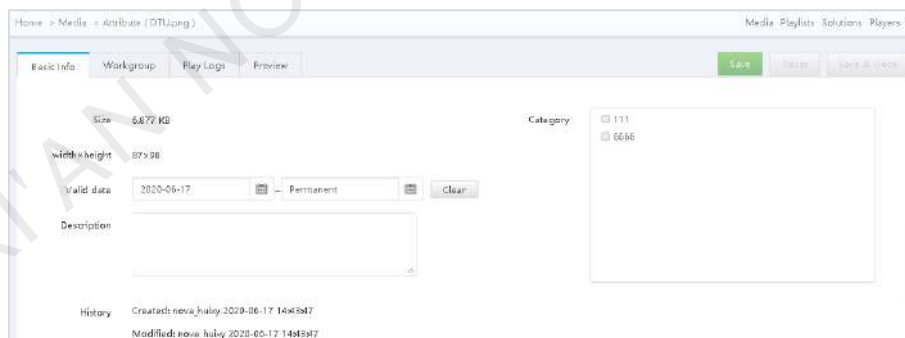 Home > Media > Attribute ( DTU.png )
Media Playlists Solutions Players
Basic Info Workgroup Play Logs Preview
Save Reset Save & Close
Size 6.877 KB
Category
111
6666
width×height 87×98
Valid date 2020-06-17 – Permanent Clear
Description
History Created: nova_huixy 2020-06-17 14:43:47
Modified: nova_huixy 2020-06-17 14:43:47